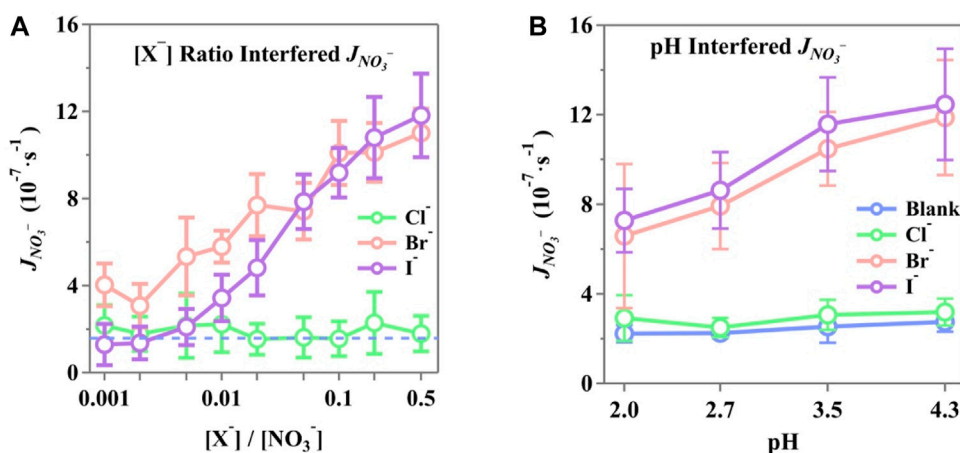 A
[X⁻] Ratio Interfered J_NO₃⁻
16
12
8
4
0
J_NO₃⁻ (10⁻⁷·s⁻¹)
Cl⁻
Br⁻
I⁻
0.001
0.01
0.1
0.5
[X⁻] / [NO₃⁻]
B
pH Interfered J_NO₃⁻
16
12
8
4
0
J_NO₃⁻ (10⁻⁷·s⁻¹)
Blank
Cl⁻
Br⁻
I⁻
2.0
2.7
3.5
4.3
pH